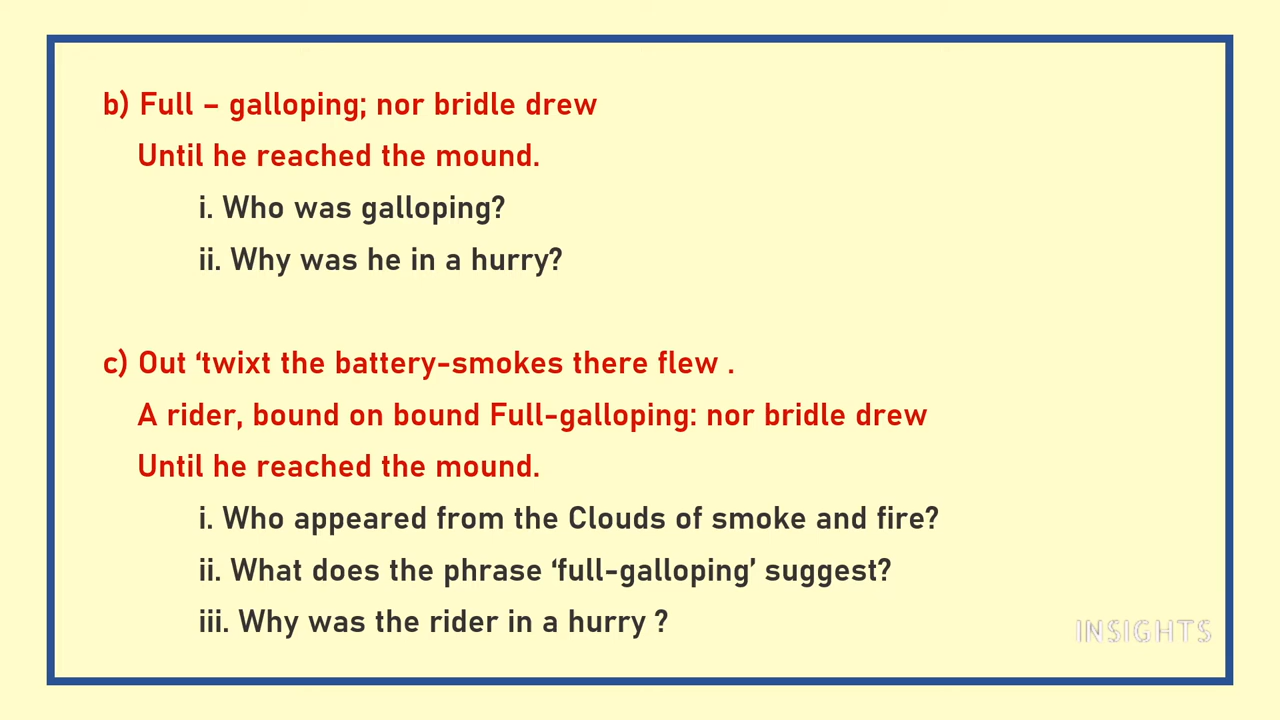 b) Full – galloping; nor bridle drew
Until he reached the mound.
i. Who was galloping?
ii. Why was he in a hurry?
c) Out ‘twixt the battery-smokes there flew .
A rider, bound on bound Full-galloping: nor bridle drew
Until he reached the mound.
i. Who appeared from the Clouds of smoke and fire?
ii. What does the phrase ‘full-galloping’ suggest?
iii. Why was the rider in a hurry ?
INSIGHTS